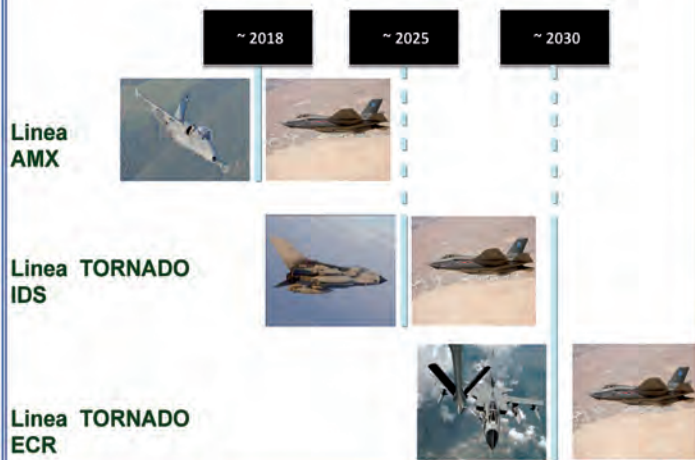 ~ 2018
~ 2025
~ 2030
Linea
AMX
Linea TORNADO
IDS
Linea TORNADO
ECR